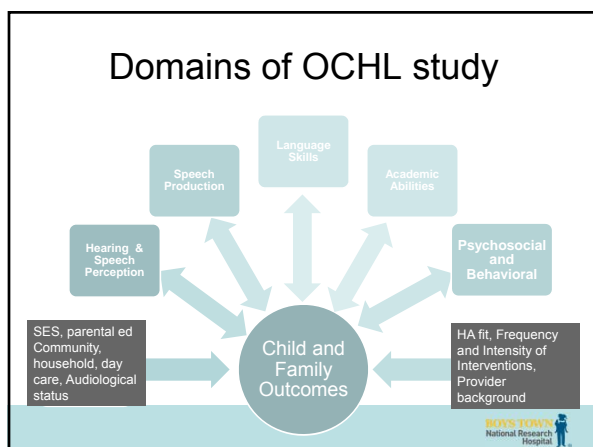 Domains of OCHL study
Language
Skills
Speech
Production
Academic
Abilities
Hearing & 
Speech
Perception
Psychosocial
and
Behavioral
SES, parental ed
Community,
household, day
care, Audiological
status
Child and
Family
Outcomes
HA fit, Frequency
and Intensity of
Interventions,
Provider
background
BOYS TOWN
National Research
Hospital